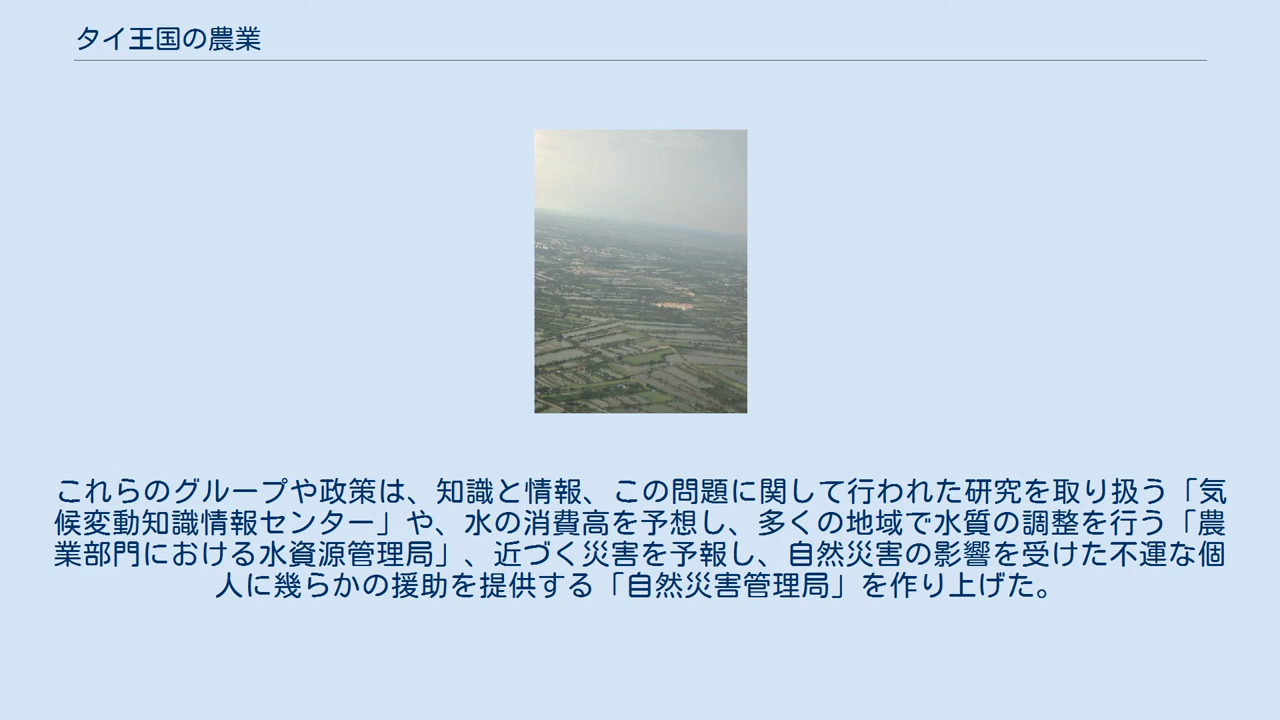 タイ王国の農業
これらのグループや政策は、知識と情報、この問題に関して行われた研究を取り扱う「気
候変動知識情報センター」や、水の消費高を予想し、多くの地域で水質の調整を行う「農
業部門における水資源管理局」、近づく災害を予報し、自然災害の影響を受けた不運な個
人に幾らかの援助を提供する「自然災害管理局」を作り上げた。